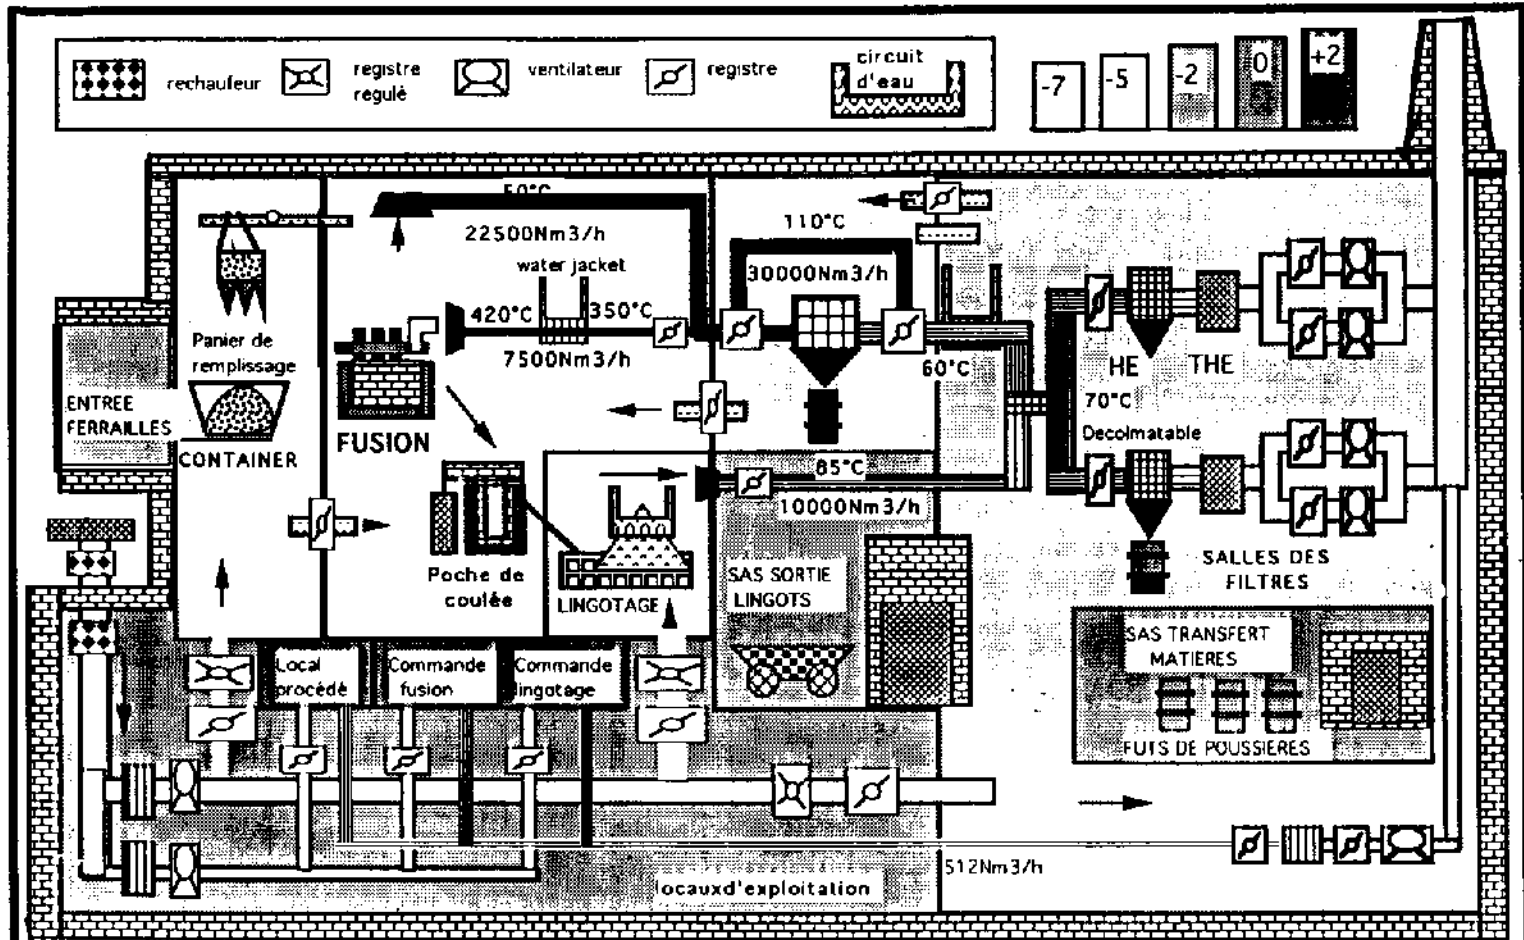 rechaufeur
registre
regulé
ventilateur
registre
circuit
d'eau
-7
-5
-2
0
+2
50°C
22500Nm3/h
110°C
30000Nm3/h
water jacket
420°C
350°C
7500Nm3/h
60°C
Panier de
remplissage
HE
THE
70°C
ENTREE
FERRAILLES
CONTAINER
FUSION
Decolmatable
85°C
10000Nm3/h
Poche de
coulée
LINGOTAGE
SAS SORTIE
LINGOTS
SALLES DES
FILTRES
SAS TRANSFERT
MATIERES
Local
procédé
Commande
fusion
Commande
lingotage
FUTS DE POUSSIERES
512Nm3/h
locauxd'exploitation